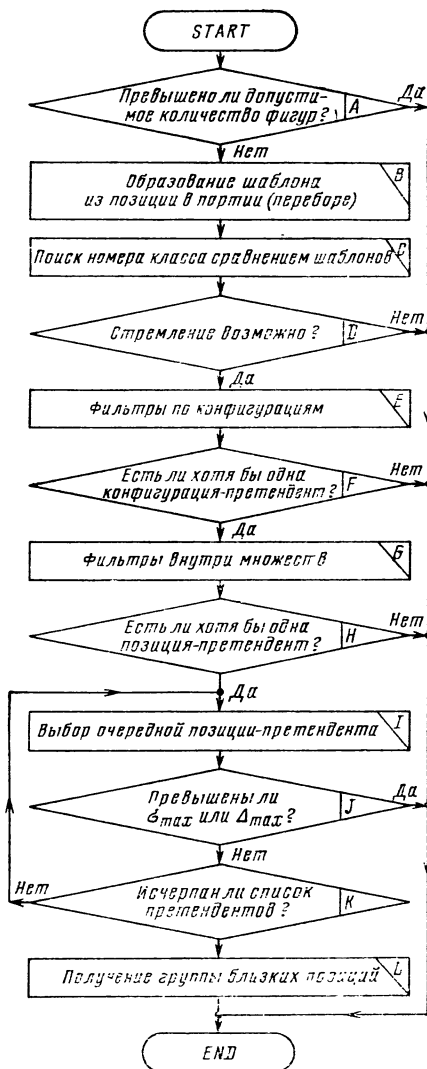 START
Превышено ли допусти-
мое количество фигур?
A
Да
Нет
Образование шаблона
из позиции в партии (переборе)
B
Поиск номера класса сравнением шаблонов
C
Стремление возможно?
D
Нет
Да
Фильтры по конфигурациям
E
Есть ли хотя бы одна
конфигурация-претендент?
F
Нет
Да
Фильтры внутри множеств
G
Есть ли хотя бы одна
позиция-претендент?
H
Нет
Да
Выбор очередной позиции-претендента
I
Превышены ли
σmax или Δmax?
J
Да
Нет
Исчерпан ли список
претендентов?
K
Нет
Получение группы близких позиций
L
END